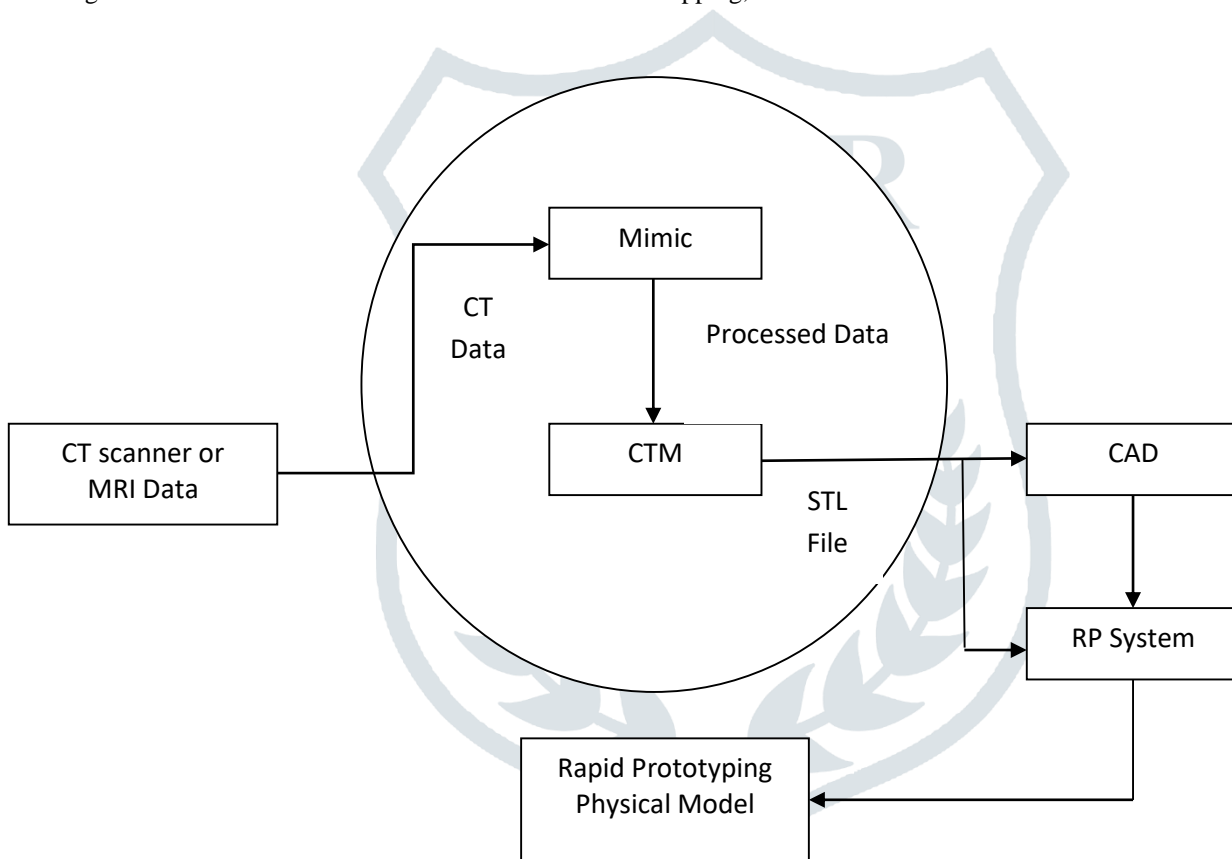 Mimic
CT
Data
Processed Data
CT scanner or
MRI Data
CTM
CAD
STL
File
RP System
Rapid Prototyping
Physical Model
R